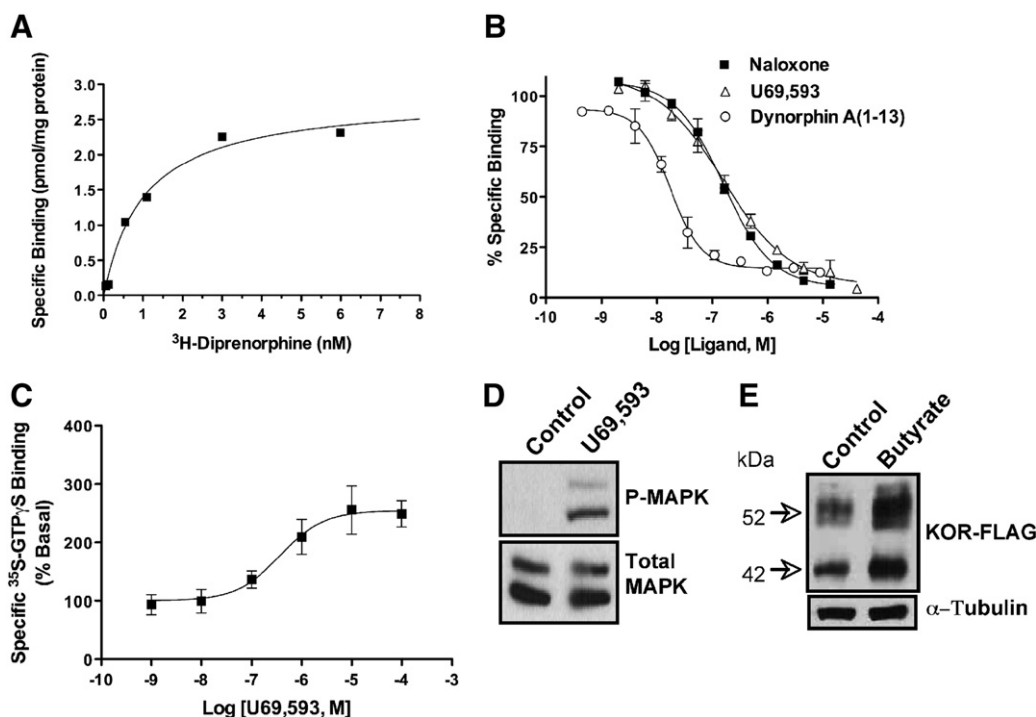 A
Specific Binding (pmol/mg protein)
3.0
2.5
2.0
1.5
1.0
0.5
0.0
0 1 2 3 4 5 6 7 8
³H-Diprenorphine (nM)
B
■ Naloxone
△ U69,593
○ Dynorphin A(1-13)
% Specific Binding
100
75
50
25
0
-10 -9 -8 -7 -6 -5 -4
Log [Ligand, M]
C
Specific ³⁵S-GTPγS Binding
(% Basal)
400
300
200
100
0
-10 -9 -8 -7 -6 -5 -4 -3
Log [U69,593, M]
D
Control
U69,593
P-MAPK
Total
MAPK
E
Control
Butyrate
kDa
52
42
KOR-FLAG
α–Tubulin